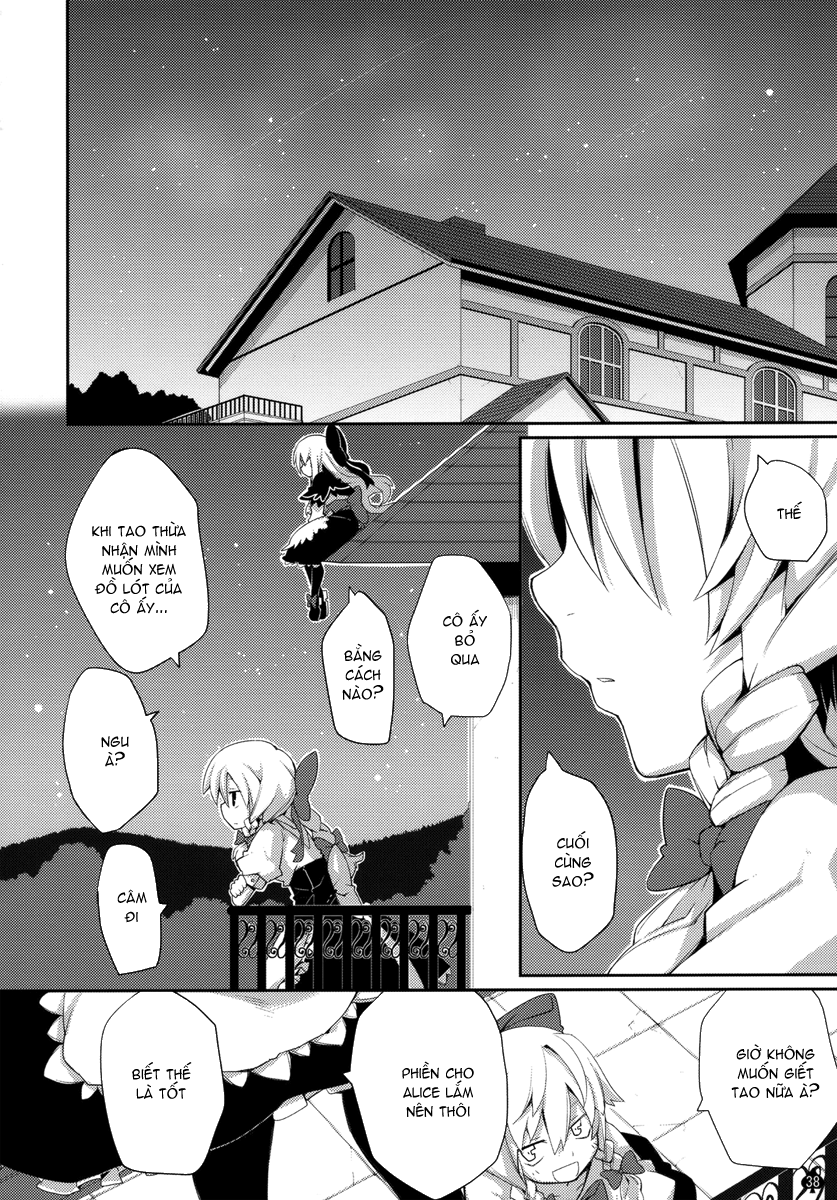 THẾ
CUỐI
CÙNG
SAO?
CÔ ẤY
BỎ
QUA
BẰNG
CÁCH
NÀO?
KHI TAO THỪA
NHẬN MÌNH
MUỐN XEM
ĐỒ LÓT CỦA
CÔ ẤY...
NGU
À?
CÂM
ĐI
GIỜ KHÔNG
MUỐN GIẾT
TAO NỮA À?
PHIỀN CHO
ALICE LẮM
NÊN THÔI
BIẾT THẾ
LÀ TỐT
38